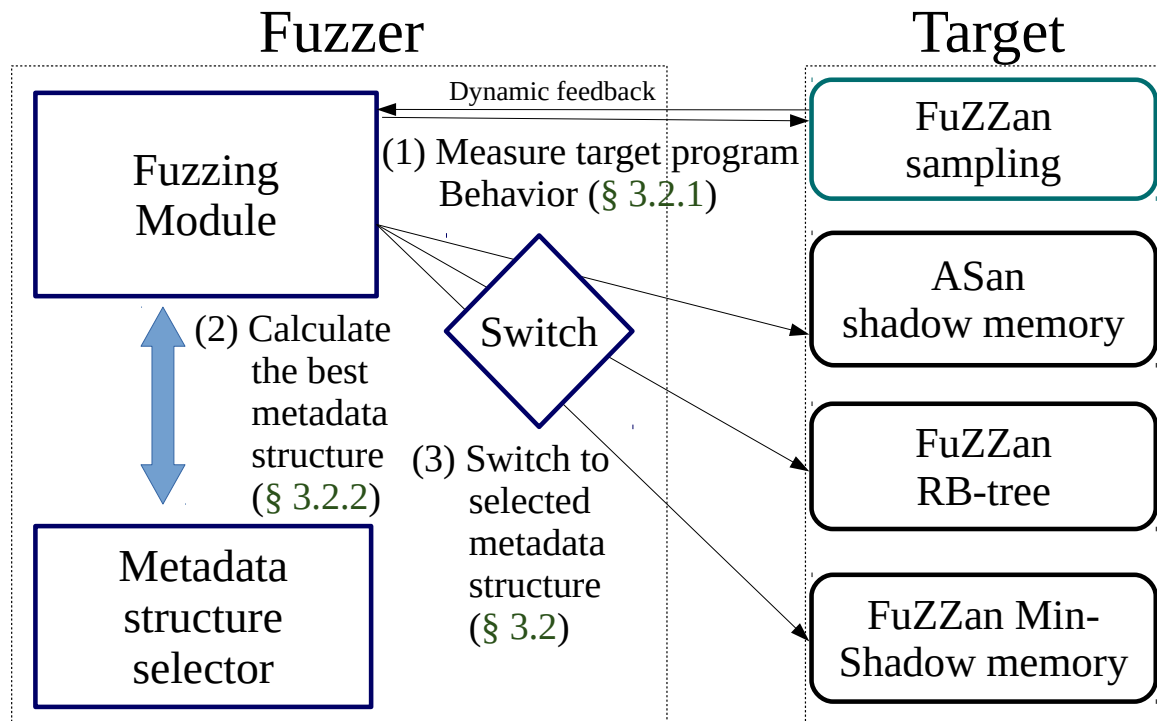 Fuzzer
Target
Dynamic feedback
Fuzzing
Module
(1) Measure target program
Behavior (§ 3.2.1)
FuZZan
sampling
ASan
shadow memory
Switch
(2) Calculate
the best
metadata
structure
(§ 3.2.2)
(3) Switch to
selected
metadata
structure
(§ 3.2)
FuZZan
RB-tree
Metadata
structure
selector
FuZZan Min-
Shadow memory